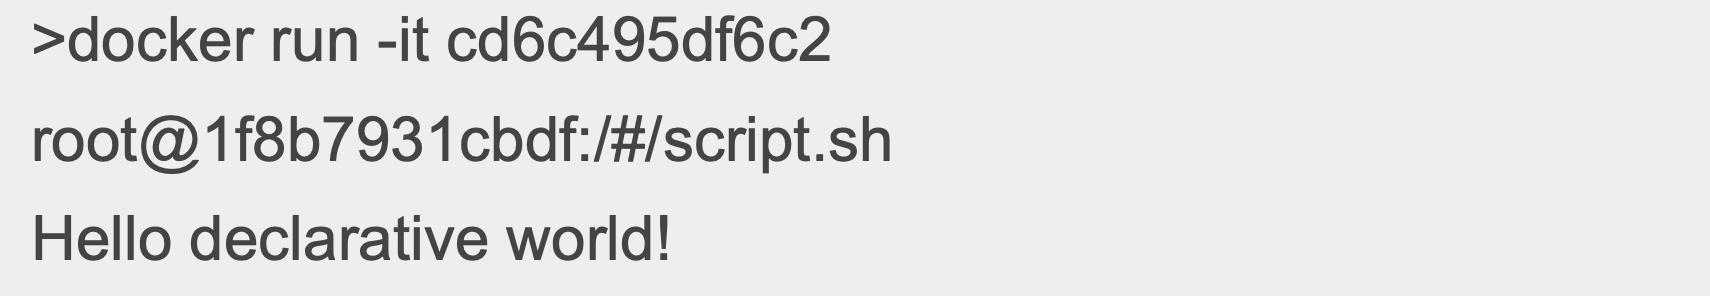 >docker run -it cd6c495df6c2
root@1f8b7931cbdf:/#/script.sh
Hello declarative world!